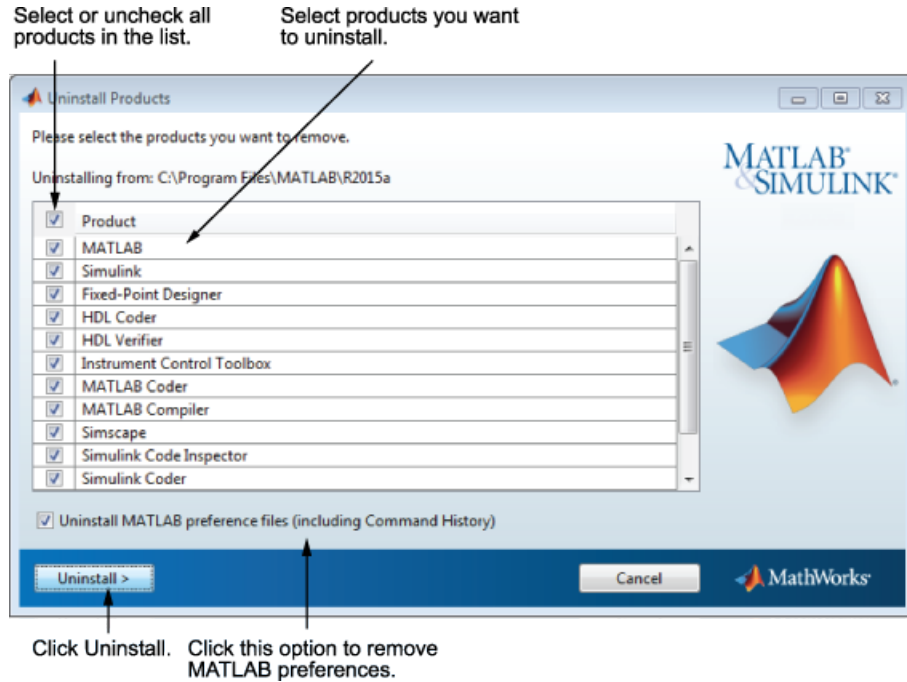 Select or uncheck all
products in the list.
Select products you want
to uninstall.
Uninstall Products
Please select the products you want to remove.
Uninstalling from: C:\Program Files\MATLAB\R2015a
MATLAB®
&SIMULINK®
Product
MATLAB
Simulink
Fixed-Point Designer
HDL Coder
HDL Verifier
Instrument Control Toolbox
MATLAB Coder
MATLAB Compiler
Simscape
Simulink Code Inspector
Simulink Coder
Uninstall MATLAB preference files (including Command History)
Uninstall >
Cancel
MathWorks®
Click Uninstall.
Click this option to remove
MATLAB preferences.